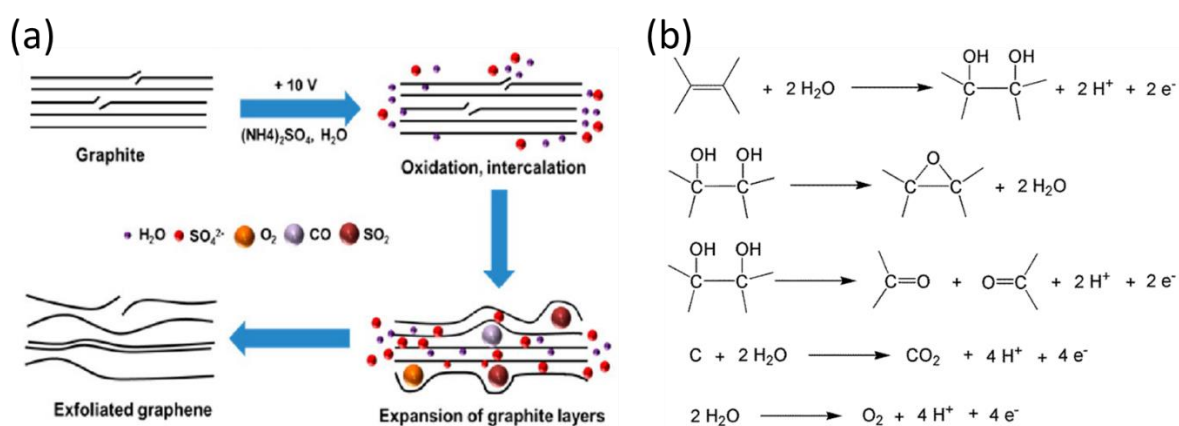 (a)
+ 10 V
(NH4)₂SO₄, H₂O
Graphite
Oxidation, intercalation
H₂O SO₄²⁻ O₂ CO SO₂
Exfoliated graphene
Expansion of graphite layers
(b)
OH OH
+ 2 H₂O C C + 2 H⁺ + 2 e⁻
OH OH
C C O C C + 2 H₂O
OH OH
C C C=O + O=C + 2 H⁺ + 2 e⁻
C + 2 H₂O CO₂ + 4 H⁺ + 4 e⁻
2 H₂O O₂ + 4 H⁺ + 4 e⁻